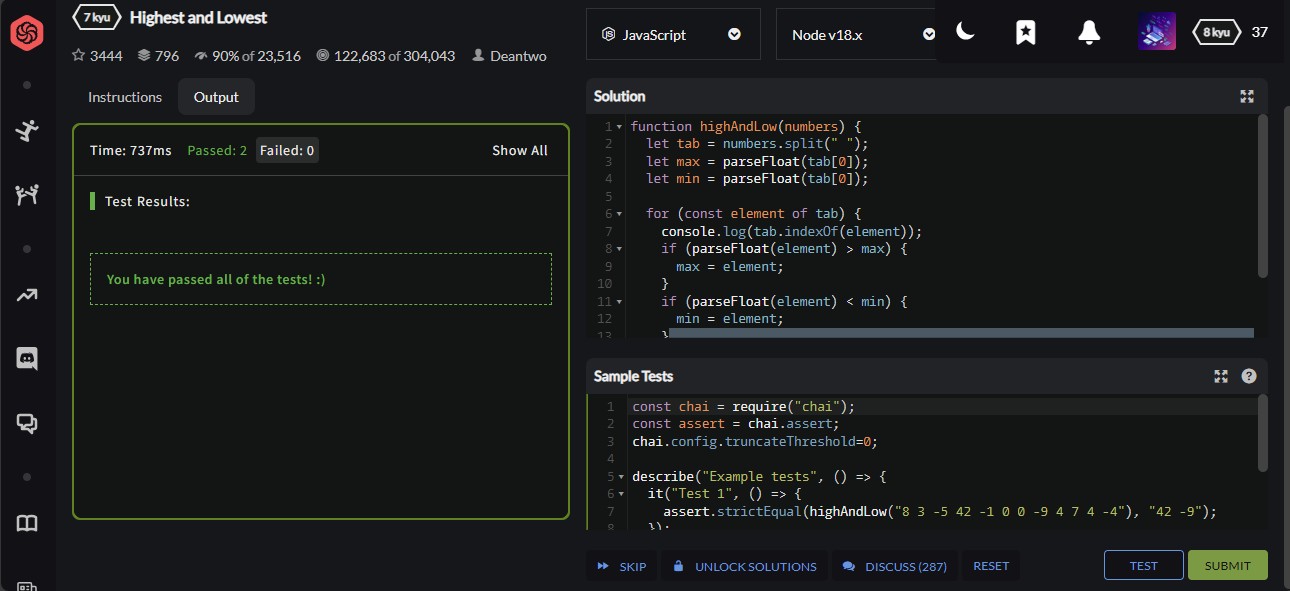 7 kyu Highest and Lowest
3444 796 90% of 23,516 122,683 of 304,043 Deantwo
Instructions Output
Time: 737ms Passed: 2 Failed: 0 Show All
Test Results:
You have passed all of the tests! :)
JavaScript Node v18.x 8 kyu 37
Solution
1 function highAndLow(numbers) {
2 let tab = numbers.split(" ");
3 let max = parseFloat(tab[0]);
4 let min = parseFloat(tab[0]);
5
6 for (const element of tab) {
7 console.log(tab.indexOf(element));
8 if (parseFloat(element) > max) {
9 max = element;
10 }
11 if (parseFloat(element) < min) {
12 min = element;
13 }
Sample Tests
1 const chai = require("chai");
2 const assert = chai.assert;
3 chai.config.truncateThreshold=0;
4
5 describe("Example tests", () => {
6 it("Test 1", () => {
7 assert.strictEqual(highAndLow("8 3 -5 42 -1 0 0 -9 4 7 4 -4"), "42 -9");
8 });
SKIP UNLOCK SOLUTIONS DISCUSS (287) RESET TEST SUBMIT